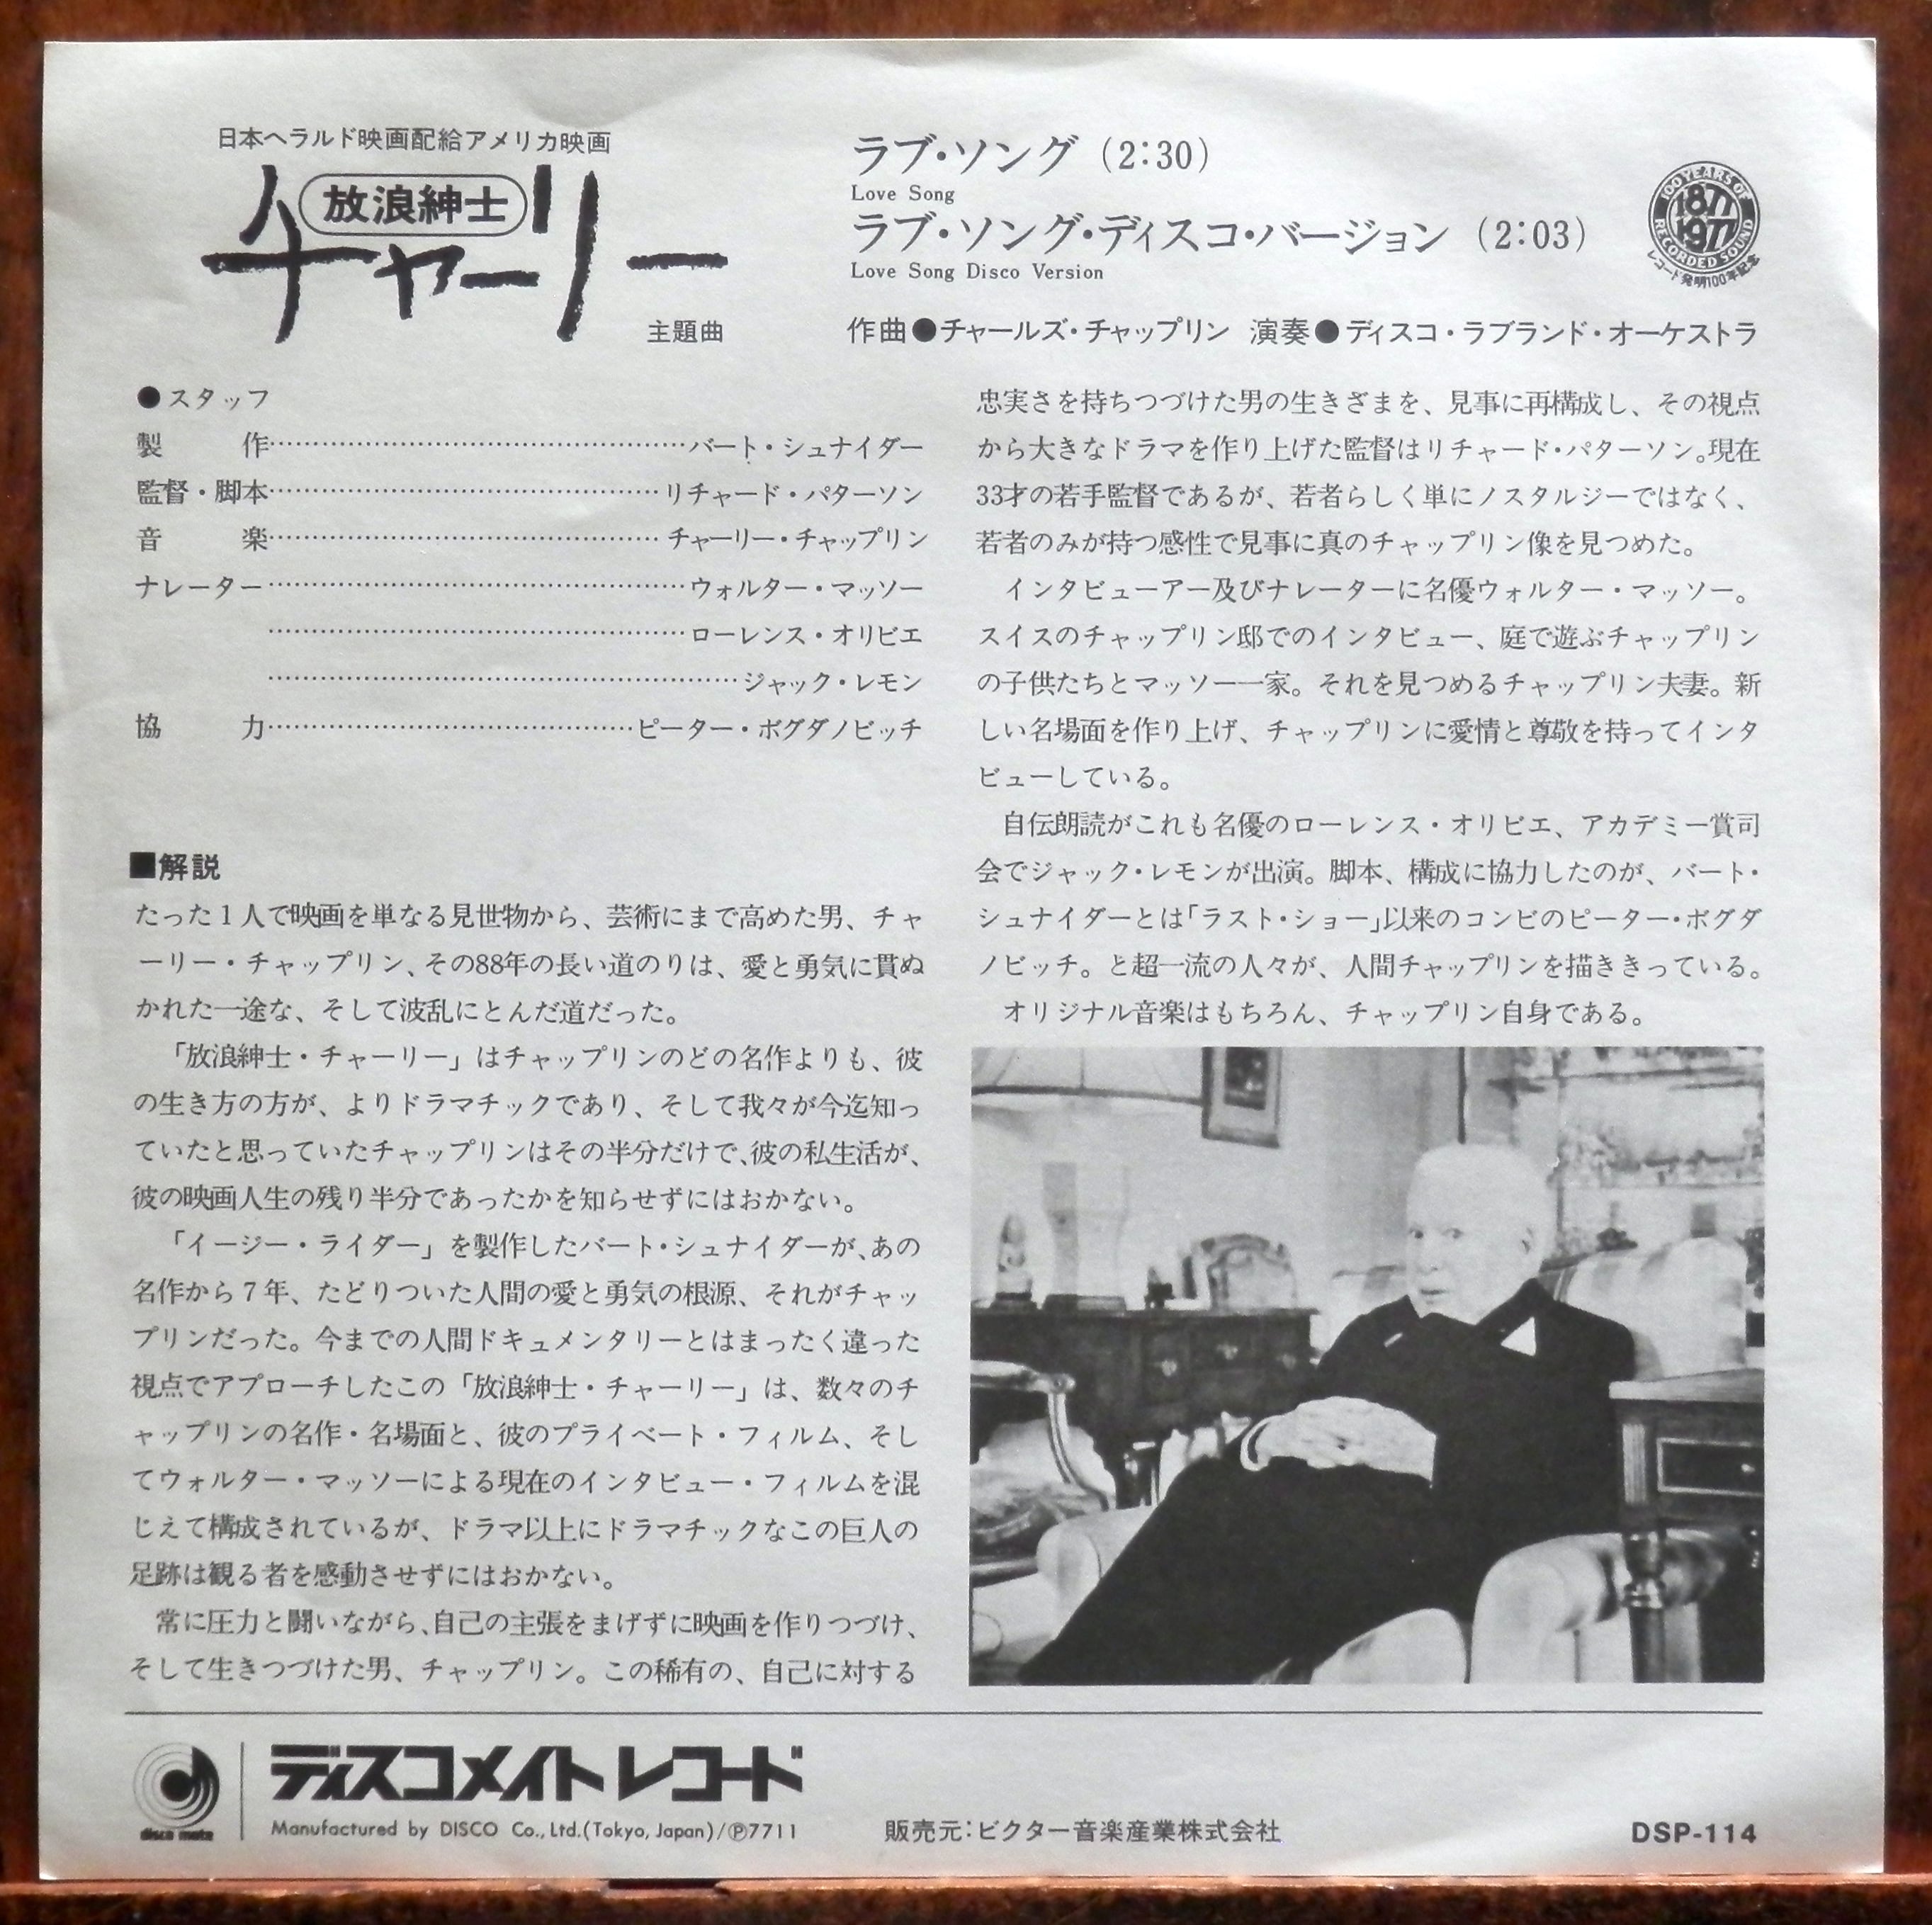 日本ヘラルド映画配給アメリカ映画
放浪紳士
チャーリー
主題曲
ラブ・ソング (2:30)
Love Song
ラブ・ソング・ディスコ・バージョン (2:03)
Love Song Disco Version
100 YEARS OF
1877
1977
RECORDED SOUND
レコード発明100年記念
作曲●チャールズ・チャップリン 演奏●ディスコ・ラブランド・オーケストラ
●スタッフ
製作……バート・シュナイダー
監督・脚本……リチャード・パターソン
音楽……チャーリー・チャップリン
ナレーター……ウォルター・マッソー
……ローレンス・オリビエ
……ジャック・レモン
協力……ピーター・ボグダノビッチ
■解説
たった1人で映画を単なる見世物から、芸術にまで高めた男、チャ
ーリー・チャップリン、その88年の長い道のりは、愛と勇気に貫ぬ
かれた一途な、そして波乱にとんだ道だった。
「放浪紳士・チャーリー」はチャップリンのどの名作よりも、彼
の生き方の方が、よりドラマチックであり、そして我々が今迄知っ
ていたと思っていたチャップリンはその半分だけで、彼の私生活が、
彼の映画人生の残り半分であったかを知らせずにはおかない。
「イージー・ライダー」を製作したバート・シュナイダーが、あの
名作から7年、たどりついた人間の愛と勇気の根源、それがチャッ
プリンだった。今までの人間ドキュメンタリーとはまったく違った
視点でアプローチしたこの「放浪紳士・チャーリー」は、数々のチ
ャップリンの名作・名場面と、彼のプライベート・フィルム、そし
てウォルター・マッソーによる現在のインタビュー・フィルムを混
じえて構成されているが、ドラマ以上にドラマチックなこの巨人の
足跡は観る者を感動させずにはおかない。
常に圧力と闘いながら、自己の主張をまげずに映画を作りつづけ、
そして生きつづけた男、チャップリン。この稀有の、自己に対する
忠実さを持ちつづけた男の生きざまを、見事に再構成し、その視点
から大きなドラマを作り上げた監督はリチャード・パターソン。現在
33才の若手監督であるが、若者らしく単にノスタルジーではなく、
若者のみが持つ感性で見事に真のチャップリン像を見つめた。
インタビューアー及びナレーターに名優ウォルター・マッソー。
スイスのチャップリン邸でのインタビュー、庭で遊ぶチャップリン
の子供たちとマッソー一家。それを見つめるチャップリン夫妻。新
しい名場面を作り上げ、チャップリンに愛情と尊敬を持ってインタ
ビューしている。
自伝朗読がこれも名優のローレンス・オリビエ、アカデミー賞司
会でジャック・レモンが出演。脚本、構成に協力したのが、バート・
シュナイダーとは「ラスト・ショー」以来のコンビのピーター・ボグダ
ノビッチ。と超一流の人々が、人間チャップリンを描ききっている。
オリジナル音楽はもちろん、チャップリン自身である。
disco mate
ディスコメイトレコード
Manufactured by DISCO Co., Ltd. (Tokyo, Japan)/Ⓟ7711
販売元:ビクター音楽産業株式会社
DSP-114